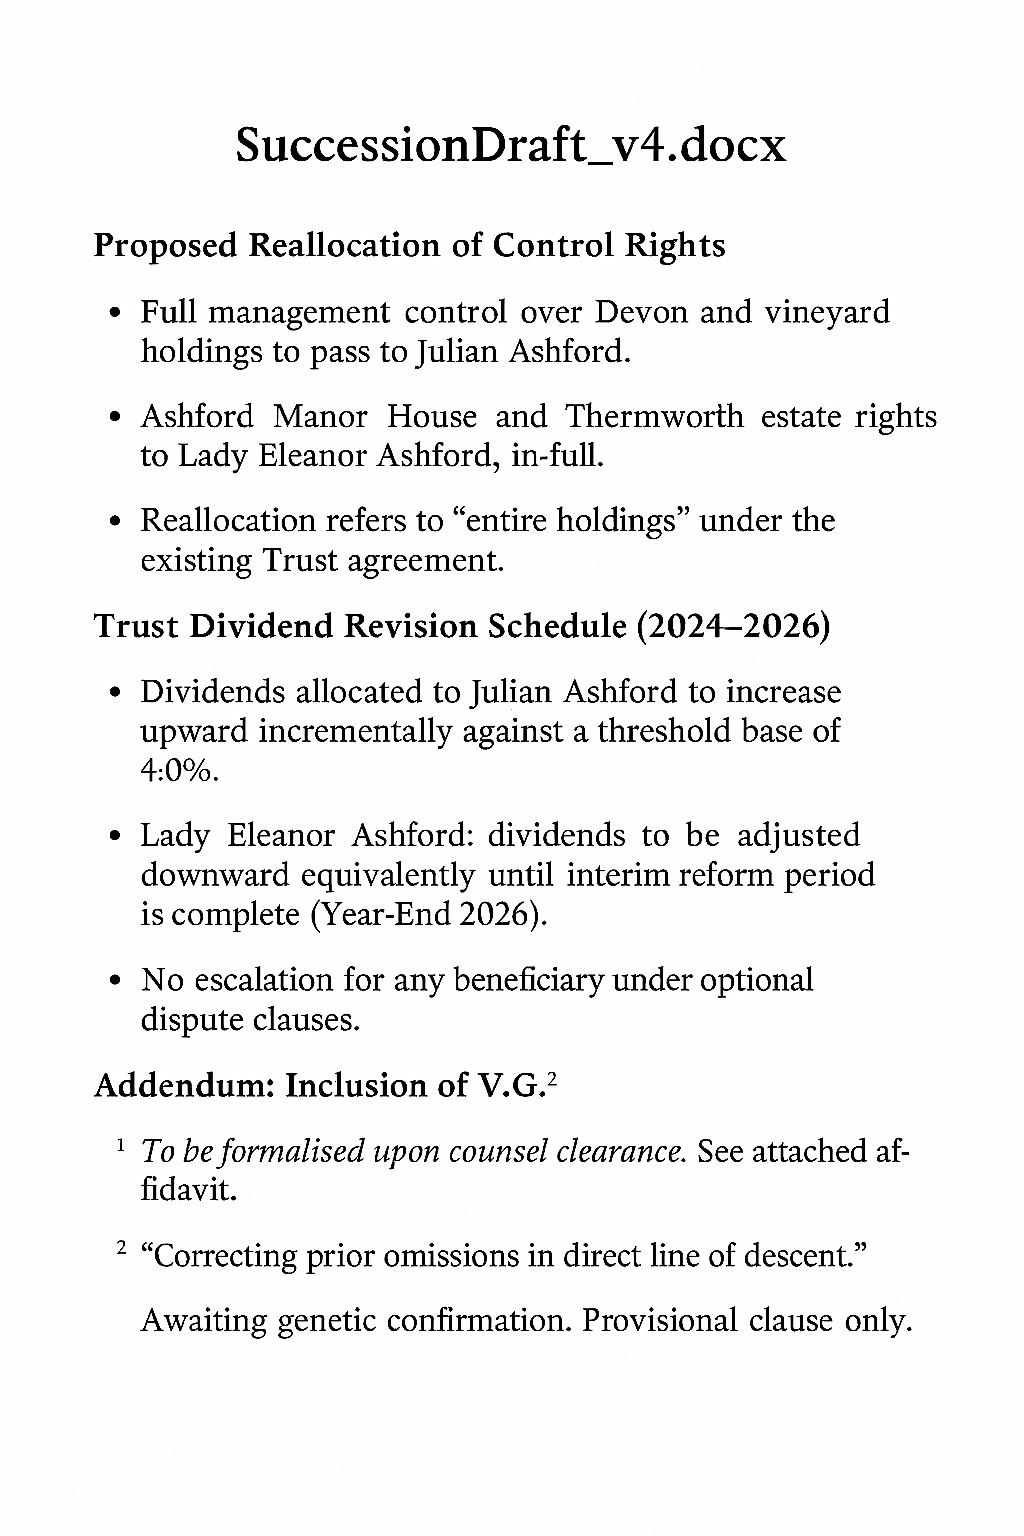 SuccessionDraft_v4.docx
Proposed Reallocation of Control Rights
• Full management control over Devon and vineyard
holdings to pass to Julian Ashford.
• Ashford Manor House and Thermworth estate rights
to Lady Eleanor Ashford, in-full.
• Reallocation refers to “entire holdings” under the
existing Trust agreement.
Trust Dividend Revision Schedule (2024–2026)
• Dividends allocated to Julian Ashford to increase
upward incrementally against a threshold base of
4:0%.
• Lady Eleanor Ashford: dividends to be adjusted
downward equivalently until interim reform period
is complete (Year-End 2026).
• No escalation for any beneficiary under optional
dispute clauses.
Addendum: Inclusion of V.G.²
¹ To be formalised upon counsel clearance. See attached af-
fidavit.
² “Correcting prior omissions in direct line of descent.”
Awaiting genetic confirmation. Provisional clause only.